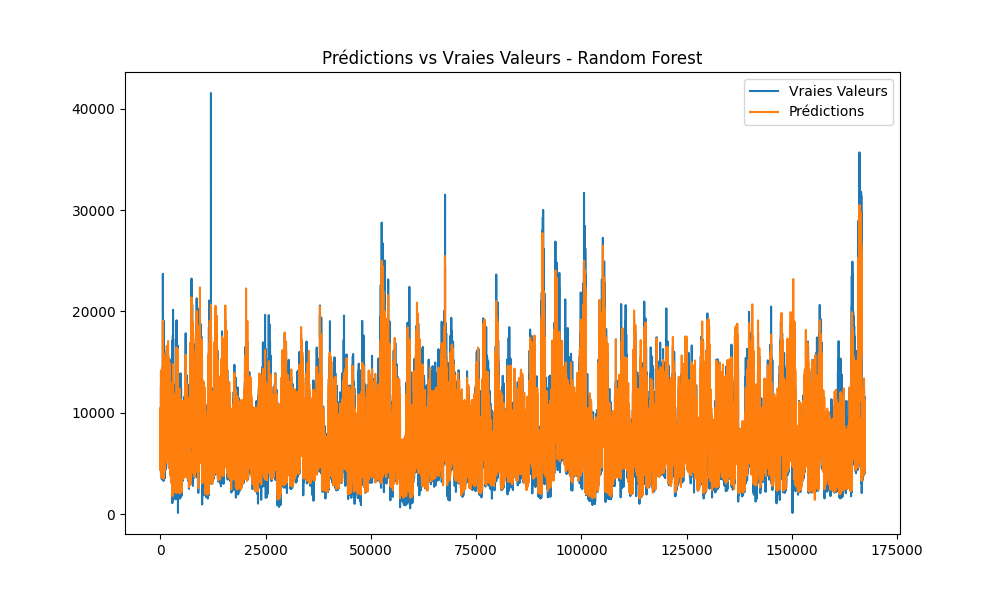 Prédictions vs Vraies Valeurs - Random Forest
Vraies Valeurs
Prédictions
40000
30000
20000
10000
0
0 25000 50000 75000 100000 125000 150000 175000